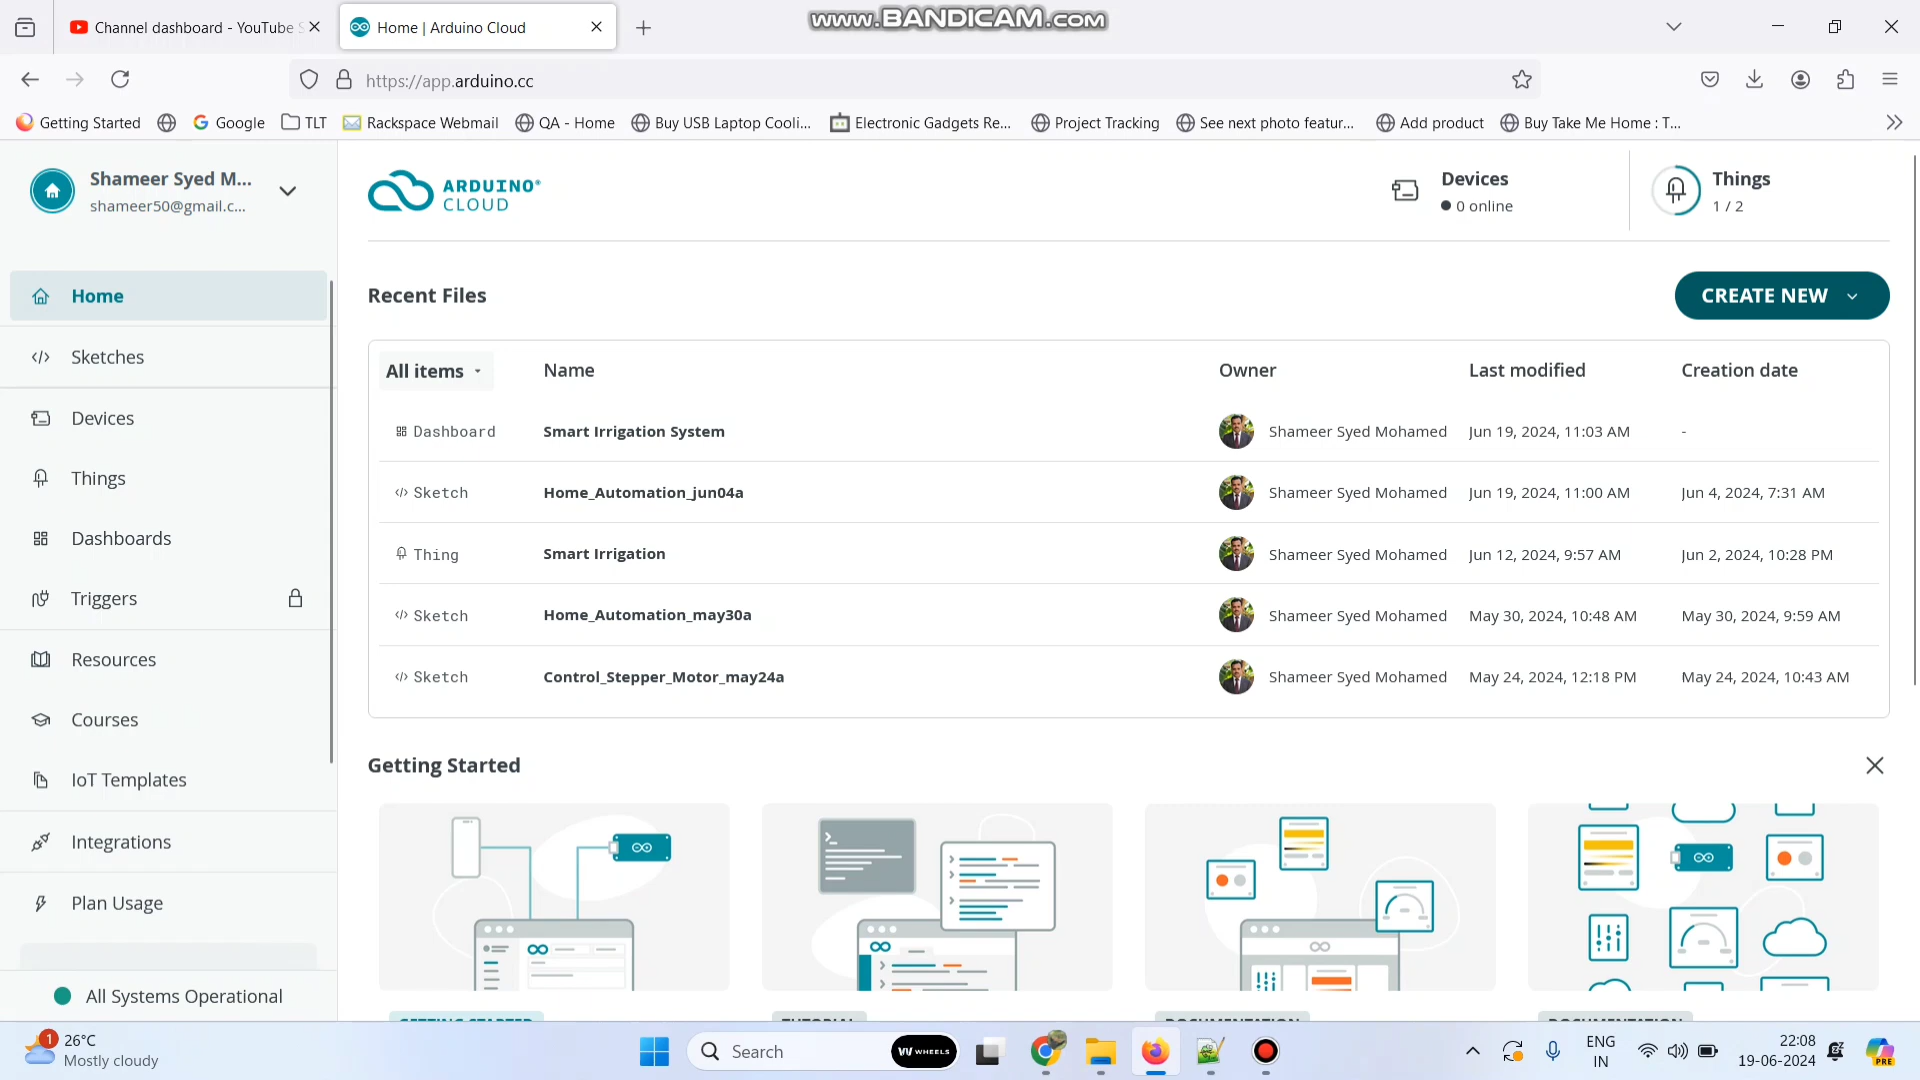 Channel dashboard - YouTube S
Home | Arduino Cloud
www.BANDICAM.com
https://app.arduino.cc
Getting Started
Google
TLT
Rackspace Webmail
QA - Home
Buy USB Laptop Cooli...
Electronic Gadgets Re...
Project Tracking
See next photo featur...
Add product
Buy Take Me Home : T...
Shameer Syed M...
shameer50@gmail.c...
ARDUINO®
CLOUD
Devices
0 online
Things
1 / 2
Home
Sketches
Devices
Things
Dashboards
Triggers
Resources
Courses
IoT Templates
Integrations
Plan Usage
All Systems Operational
Recent Files
CREATE NEW
All items Name Owner Last modified Creation date
Dashboard Smart Irrigation System Shameer Syed Mohamed Jun 19, 2024, 11:03 AM -
Sketch Home_Automation_jun04a Shameer Syed Mohamed Jun 19, 2024, 11:00 AM Jun 4, 2024, 7:31 AM
Thing Smart Irrigation Shameer Syed Mohamed Jun 12, 2024, 9:57 AM Jun 2, 2024, 10:28 PM
Sketch Home_Automation_may30a Shameer Syed Mohamed May 30, 2024, 10:48 AM May 30, 2024, 9:59 AM
Sketch Control_Stepper_Motor_may24a Shameer Syed Mohamed May 24, 2024, 12:18 PM May 24, 2024, 10:43 AM
Getting Started
GETTING STARTED
TUTORIAL
DOCUMENTATION
DOCUMENTATION
1
26°C
Mostly cloudy
Search
WHEELS
PRE
ENG
IN
22:08
19-06-2024